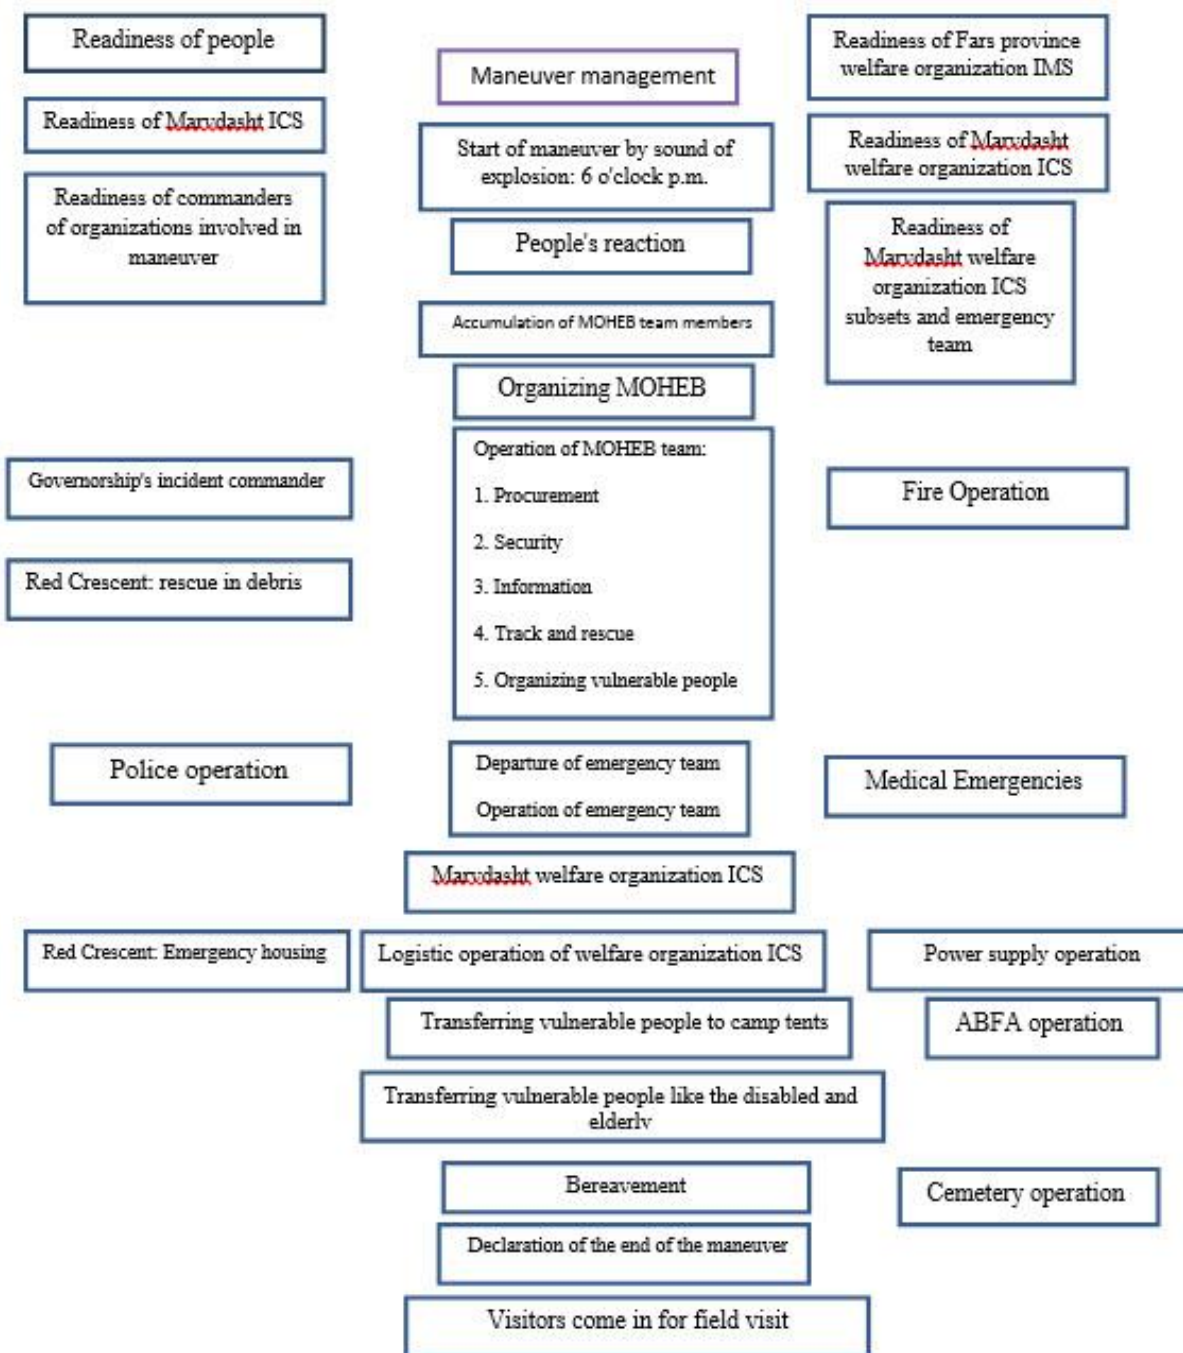 Readiness of people
Readiness of Fars province
welfare organization IMS
Maneuver management
Readiness of Marvdasht ICS
Readiness of Marvdasht
welfare organization ICS
Start of maneuver by sound of
explosion: 6 o'clock p.m.
Readiness of commanders
of organizations involved in
maneuver
Readiness of
Marvdasht welfare
organization ICS
subsets and emergency
team
People's reaction
Accumulation of MOHEB team members
Organizing MOHEB
Operation of MOHEB team:
1. Procurement
2. Security
3. Information
4. Track and rescue
5. Organizing vulnerable people
Governorship's incident commander
Fire Operation
Red Crescent: rescue in debris
Police operation
Departure of emergency team
Operation of emergency team
Medical Emergencies
Marvdasht welfare organization ICS
Red Crescent: Emergency housing
Logistic operation of welfare organization ICS
Power supply operation
Transferring vulnerable people to camp tents
ABFA operation
Transferring vulnerable people like the disabled and
elderly
Bereavement
Cemetery operation
Declaration of the end of the maneuver
Visitors come in for field visit